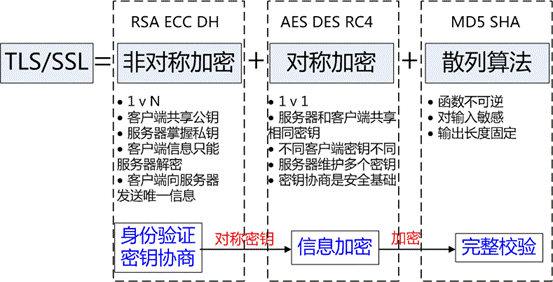 RSA ECC DH
AES DES RC4
MD5 SHA
TLS/SSL = 非对称加密 + 对称加密 + 散列算法
• 1 v N
• 客户端共享公钥
• 服务器掌握私钥
• 客户端信息只能
服务器解密
• 客户端向服务器
发送唯一信息
• 1 v 1
• 服务器和客户端共享
相同密钥
• 不同客户端密钥不同
• 服务器维护多个密钥
• 密钥协商是安全基础
• 函数不可逆
• 对输入敏感
• 输出长度固定
身份验证
密钥协商
对称密钥
信息加密
加密
完整校验